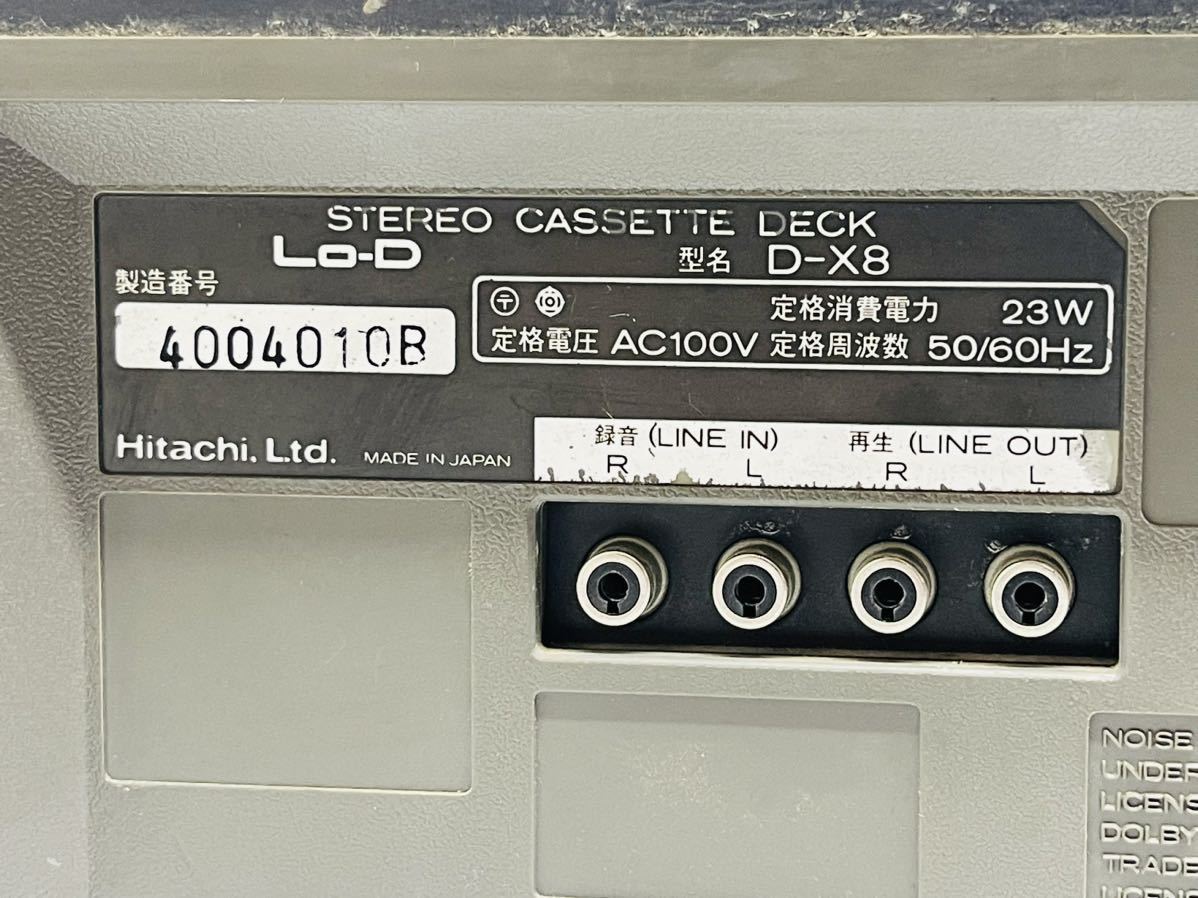 STEREO CASSETTE DECK
Lo-D 型名 D-X8
製造番号
4004010B
定格消費電力 23W
定格電圧 AC100V 定格周波数 50/60Hz
Hitachi, Ltd. MADE IN JAPAN
録音 (LINE IN) 再生 (LINE OUT)
R L R L
NOISE
UNDER
LICENS
DOLBY
TRADE
LICENS